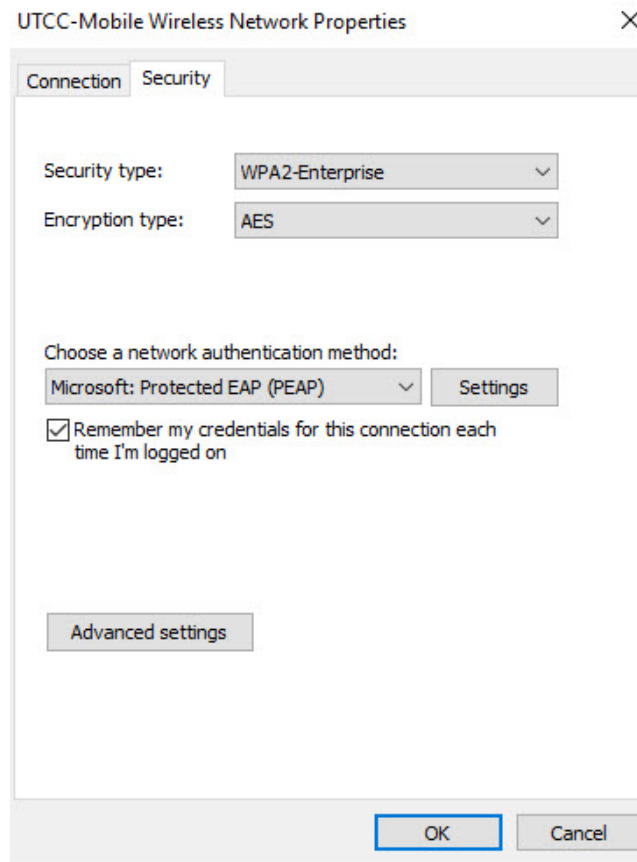 UTCC-Mobile Wireless Network Properties
Connection
Security
Security type:
WPA2-Enterprise
Encryption type:
AES
Choose a network authentication method:
Microsoft: Protected EAP (PEAP)
Settings
Remember my credentials for this connection each
time I'm logged on
Advanced settings
OK
Cancel